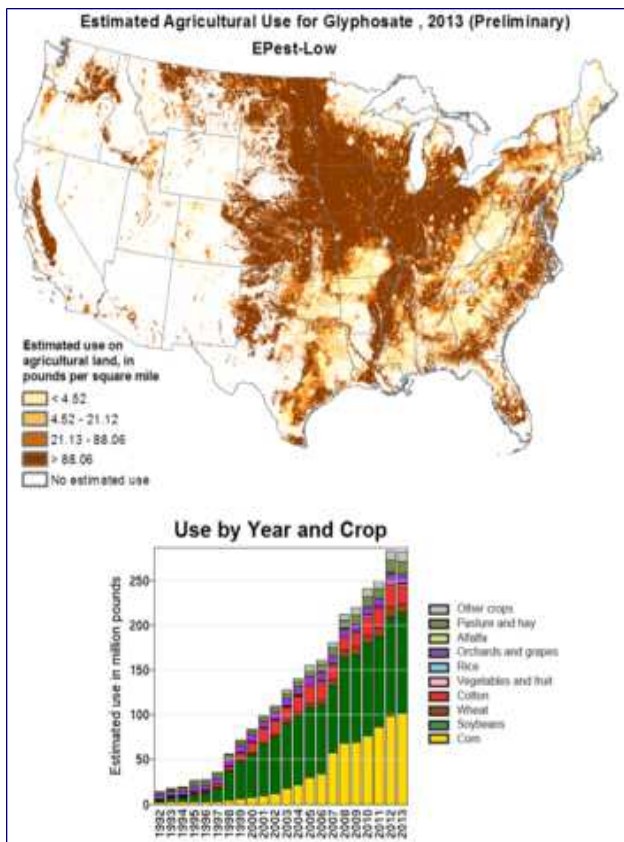 Estimated Agricultural Use for Glyphosate , 2013 (Preliminary)
EPest-Low
Estimated use on
agricultural land, in
pounds per square mile
< 4.52
4.52 - 21.12
21.13 - 88.06
> 88.06
No estimated use
Use by Year and Crop
Estimated use in million pounds
250
200
150
100
50
0
1992
1993
1994
1995
1996
1997
1998
1999
2000
2001
2002
2003
2004
2005
2006
2007
2008
2009
2010
2011
2012
2013
Other crops
Pasture and hay
Alfalfa
Orchards and grapes
Rice
Vegetables and fruit
Cotton
Wheat
Soybeans
Corn